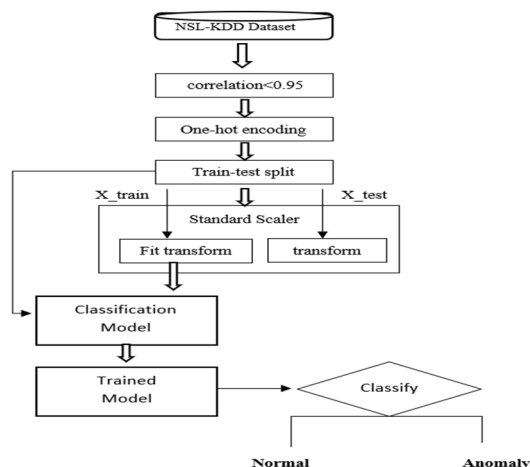 NSL-KDD Dataset
correlation<0.95
One-hot encoding
Train-test split
X_train
X_test
Standard Scaler
Fit transform
transform
Classification
Model
Trained
Model
Classify
Normal
Anomaly